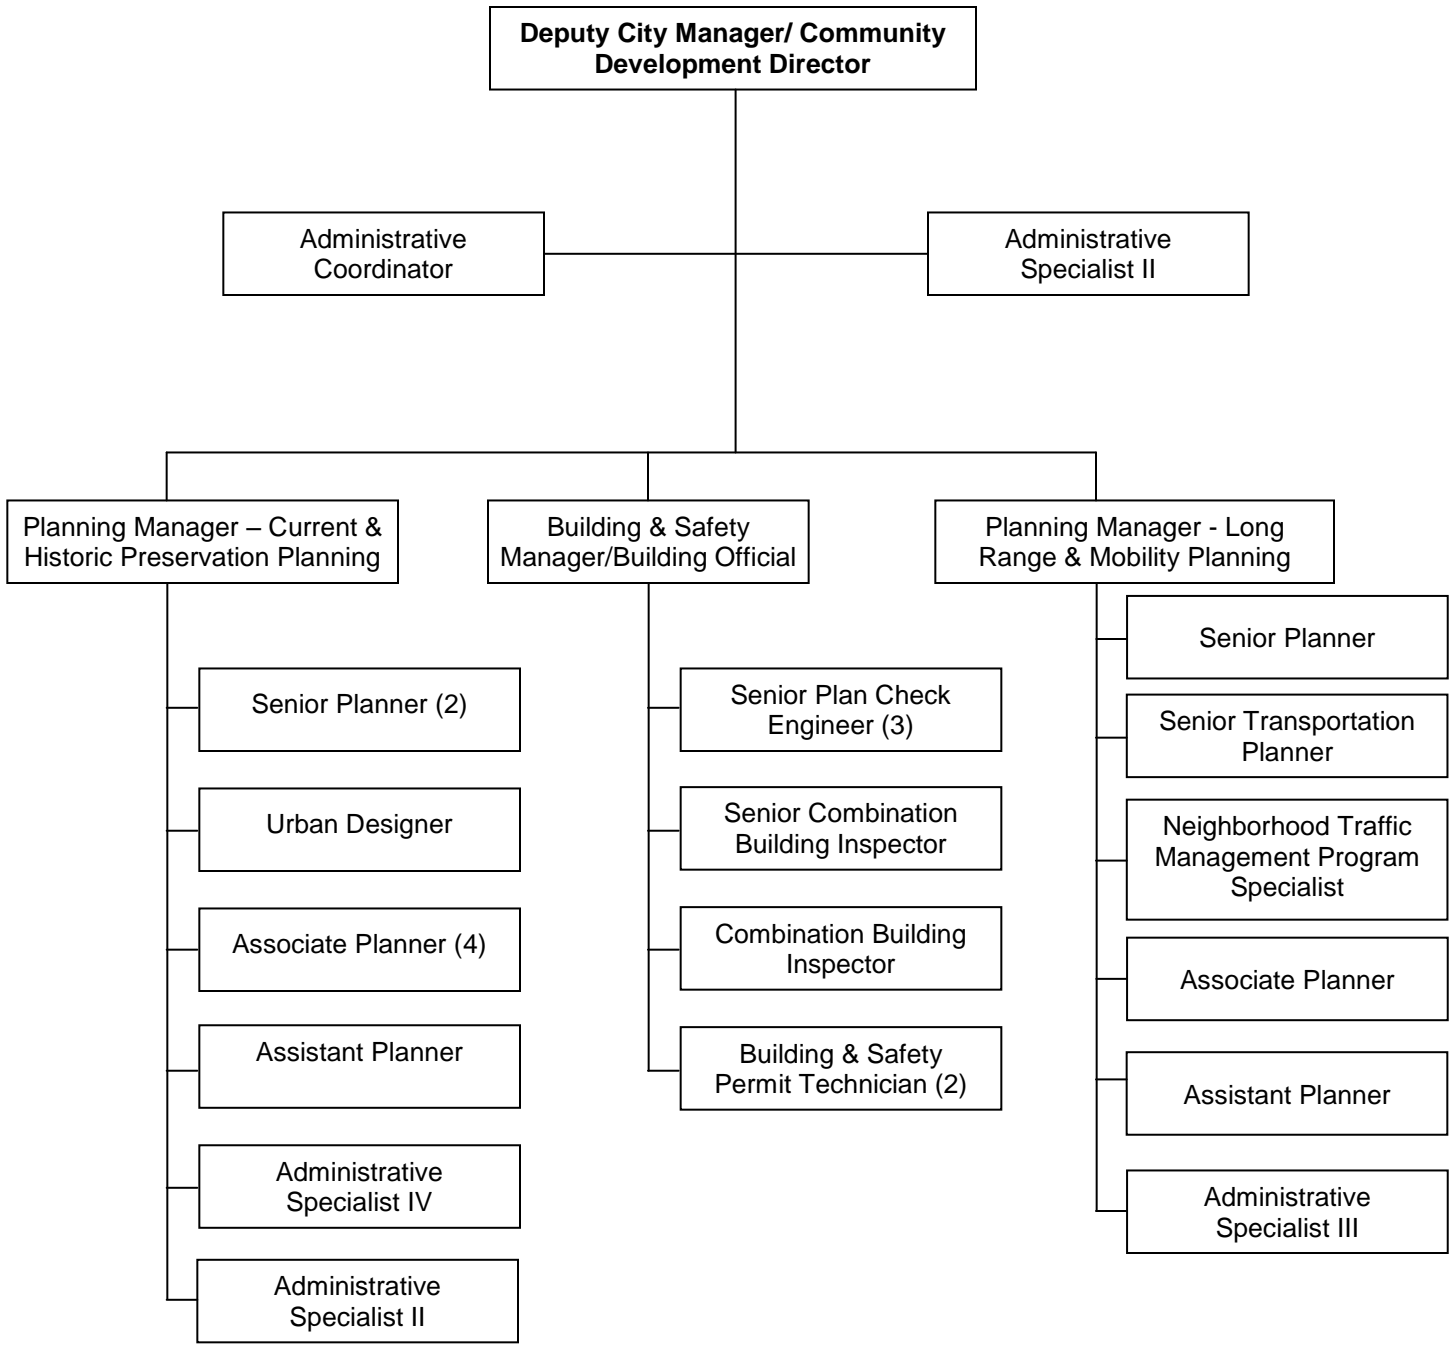 Deputy City Manager/ Community
Development Director
Administrative
Coordinator
Administrative
Specialist II
Planning Manager – Current &
Historic Preservation Planning
Building & Safety
Manager/Building Official
Planning Manager - Long
Range & Mobility Planning
Senior Planner (2)
Urban Designer
Associate Planner (4)
Assistant Planner
Administrative
Specialist IV
Administrative
Specialist II
Senior Plan Check
Engineer (3)
Senior Combination
Building Inspector
Combination Building
Inspector
Building & Safety
Permit Technician (2)
Senior Planner
Senior Transportation
Planner
Neighborhood Traffic
Management Program
Specialist
Associate Planner
Assistant Planner
Administrative
Specialist III